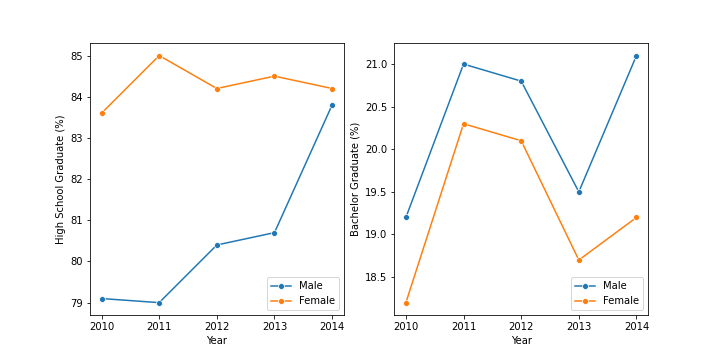 High School Graduate (%)
85
84
83
82
81
80
79
2010 2011 2012 2013 2014
Year
Male
Female
Bachelor Graduate (%)
21.0
20.5
20.0
19.5
19.0
18.5
2010 2011 2012 2013 2014
Year
Male
Female